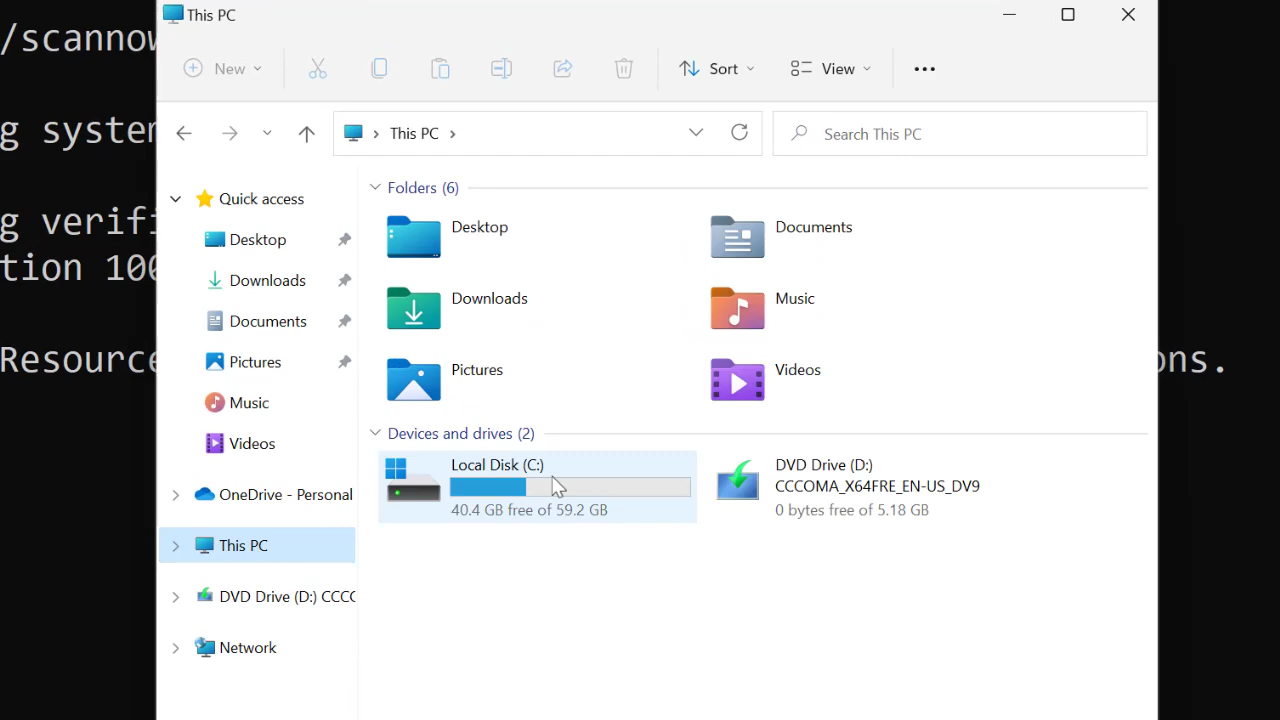 This PC
/scannow
New
Sort
View
g system
This PC
Search This PC
Quick access
Folders (6)
Desktop
Documents
g verifi
Desktop
tion 100
Downloads
Downloads
Music
Documents
Resource
ons.
Pictures
Pictures
Videos
Music
Videos
Devices and drives (2)
Local Disk (C:)
40.4 GB free of 59.2 GB
DVD Drive (D:)
CCCOMA_X64FRE_EN-US_DV9
0 bytes free of 5.18 GB
OneDrive - Personal
This PC
DVD Drive (D:) CCCC
Network